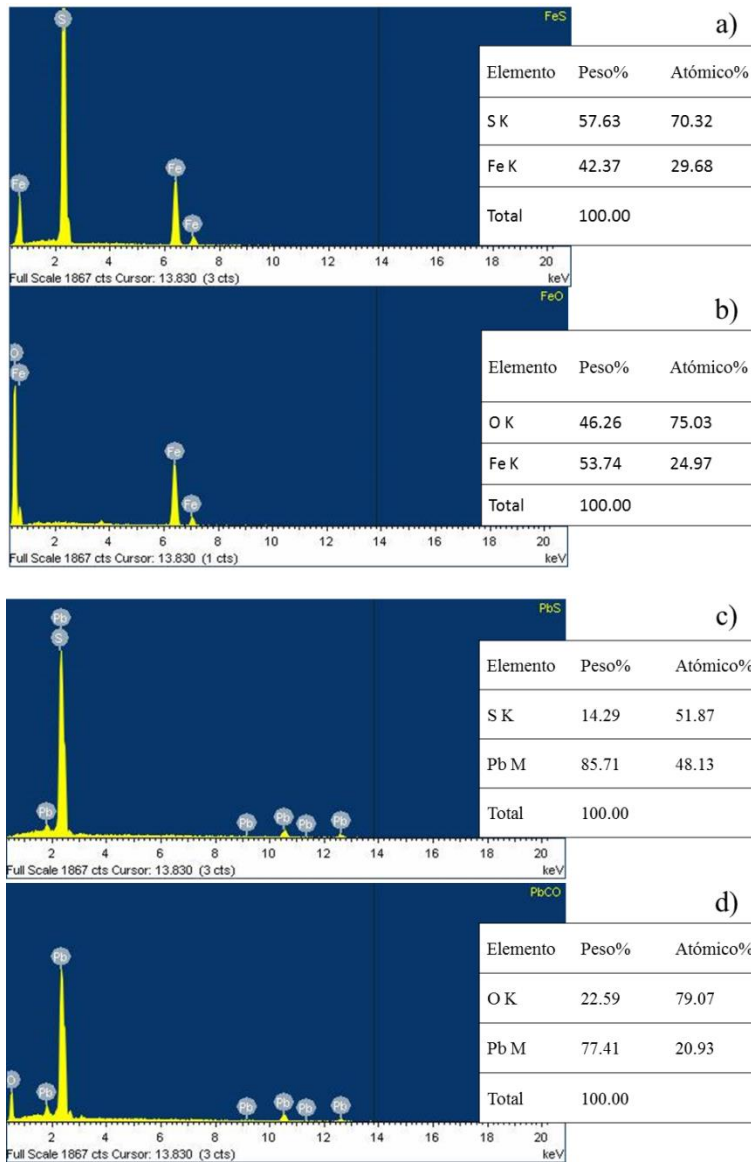 FeS
a)
S
Fe
Fe
Fe
2 4 6 8 10 12 14 16 18 20
Full Scale 1867 cts Cursor: 13.830 (3 cts) keV
Elemento Peso% Atómico%
S K 57.63 70.32
Fe K 42.37 29.68
Total 100.00
FeO
b)
O
Fe
Fe
Fe
2 4 6 8 10 12 14 16 18 20
Full Scale 1867 cts Cursor: 13.830 (1 cts) keV
Elemento Peso% Atómico%
O K 46.26 75.03
Fe K 53.74 24.97
Total 100.00
PbS
c)
Pb
S
Pb
Pb Pb Pb Pb
2 4 6 8 10 12 14 16 18 20
Full Scale 1867 cts Cursor: 13.830 (3 cts) keV
Elemento Peso% Atómico%
S K 14.29 51.87
Pb M 85.71 48.13
Total 100.00
PbCO
d)
Pb
O Pb
Pb Pb Pb Pb
2 4 6 8 10 12 14 16 18 20
Full Scale 1867 cts Cursor: 13.830 (3 cts) keV
Elemento Peso% Atómico%
O K 22.59 79.07
Pb M 77.41 20.93
Total 100.00